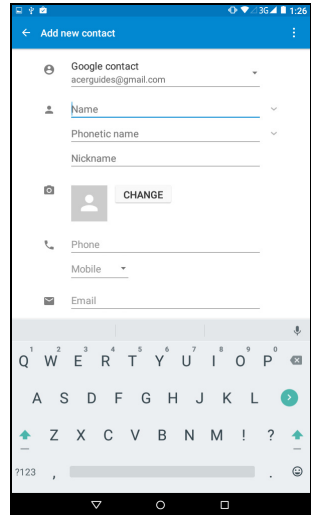 3G 1:26
Add new contact
Google contact
acerguides@gmail.com
Name
Phonetic name
Nickname
CHANGE
Phone
Mobile
Email
1 2 3 4 5 6 7 8 9 0
Q W E R T Y U I O P
A S D F G H J K L
Z X C V B N M ! ?
?123 , .